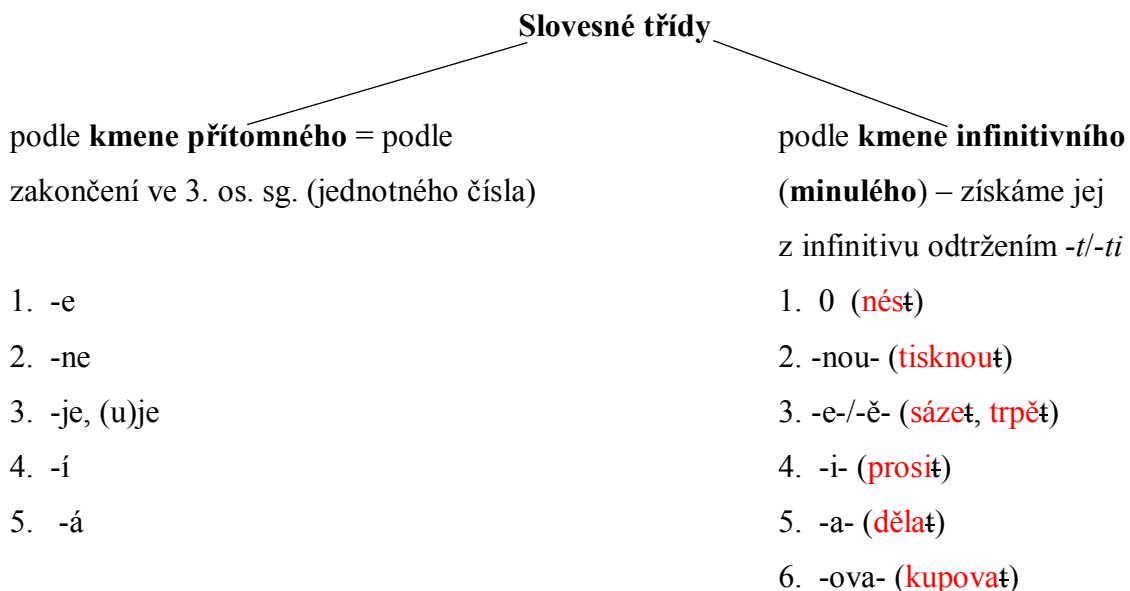 Slovesné třídy
podle kmene přítomného = podle
zakončení ve 3. os. sg. (jednotného čísla)
1. -e
2. -ne
3. -je, (u)je
4. -í
5. -á
podle kmene infinitivního
(minulého) – získáme jej
z infinitivu odtržením -t/-ti
1. 0 (nést)
2. -nou- (tisknout)
3. -e-/-ě- (sázet, trpět)
4. -i- (prosit)
5. -a- (dělat)
6. -ova- (kupovat)